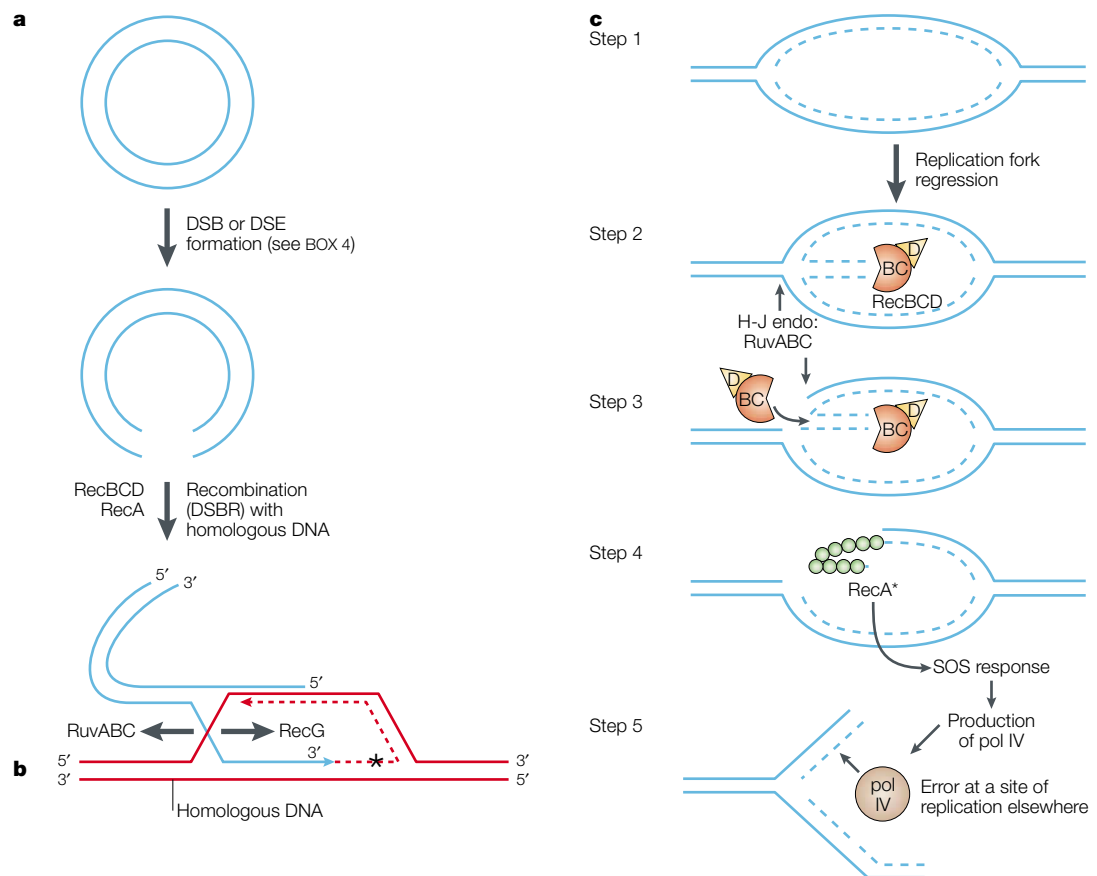 a
DSB or DSE
formation (see BOX 4)
RecBCD
RecA
Recombination
(DSBR) with
homologous DNA
5′
3′
5′
RuvABC
RecG
3′
*
5′
3′
b
3′
5′
Homologous DNA
c
Step 1
Replication fork
regression
Step 2
D
BC
RecBCD
H-J endo:
RuvABC
Step 3
D
BC
D
BC
Step 4
RecA*
SOS response
Step 5
Production
of pol IV
pol
IV
Error at a site of
replication elsewhere